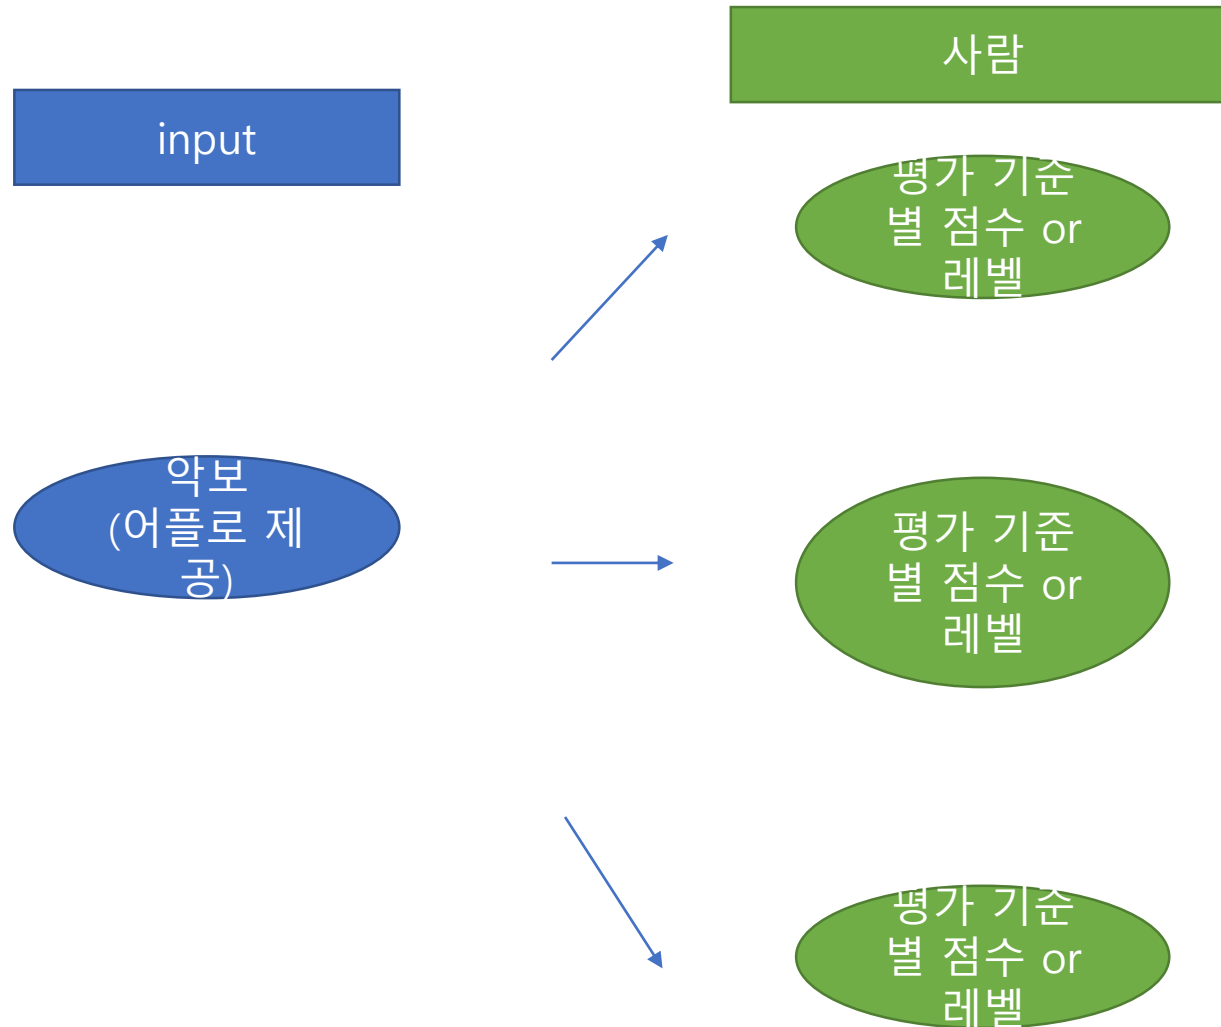 사람
input
평가 기준
별 점수 or
레벨
악보
(어플로 제
공)
평가 기준
별 점수 or
레벨
평가 기준
별 점수 or
레벨